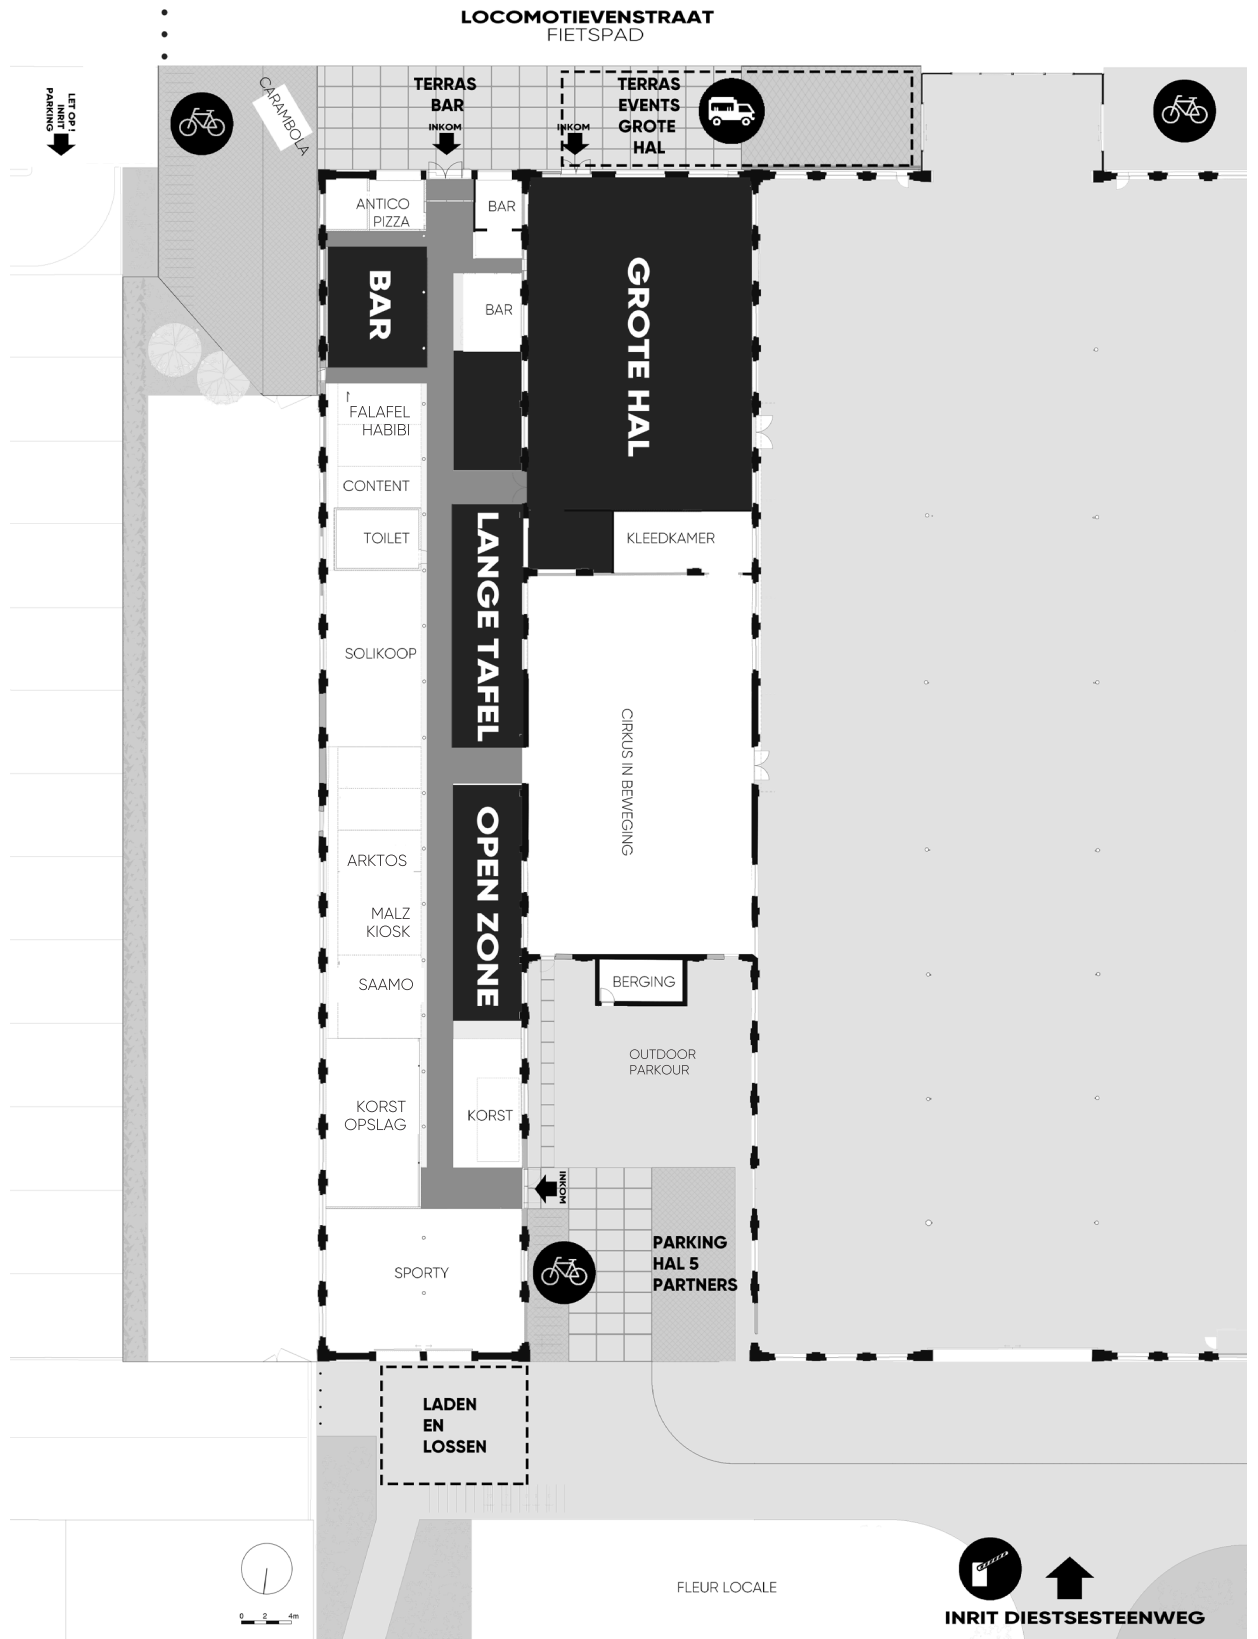 LOCOMOTIEVENSTRAAT
FIETSPAD
LET OP !
INRIT
PARKING
CARAMBOLA
TERRAS
BAR
INKOM
INKOM
TERRAS
EVENTS
GROTE
HAL
ANTICO
PIZZA
BAR
BAR
BAR
GROTE HAL
FALAFEL
HABIBI
CONTENT
TOILET
LANGE TAFEL
KLEEDKAMER
SOLIKOOP
CIRKUS IN BEWEGING
ARKTOS
OPEN ZONE
MALZ
KIOSK
SAAMO
BERGING
OUTDOOR
PARKOUR
KORST
OPSLAG
KORST
INKOM
SPORTY
PARKING
HAL 5
PARTNERS
LADEN
EN
LOSSEN
0 2 4m
FLEUR LOCALE
INRIT DIESTSESTEENWEG